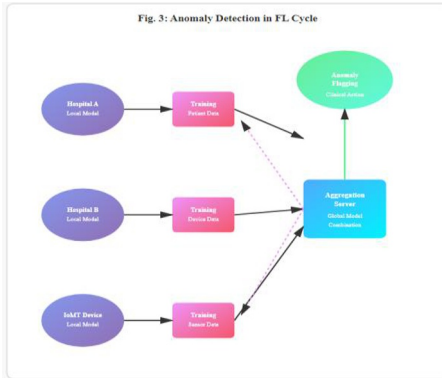 Fig. 3: Anomaly Detection in FL Cycle
Anomaly
Flagging
Clinical Action
Hospital A
Local Model
Training
Patient Data
Hospital B
Local Model
Training
Device Data
Aggregation
Server
Global Model
Combination
IoMT Device
Local Model
Training
Sensor Data